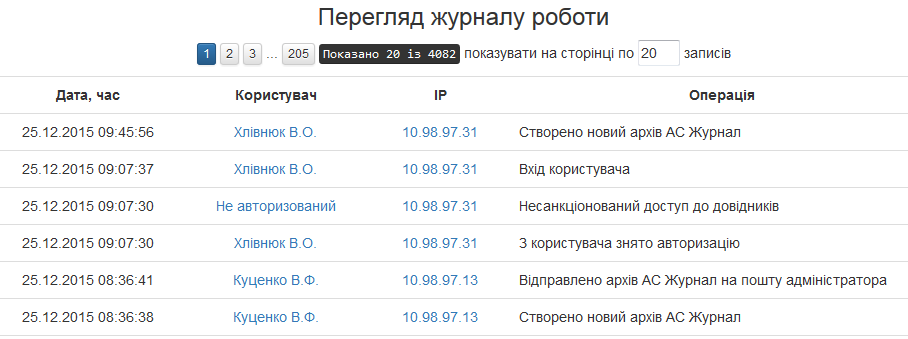 Перегляд журналу роботи
1 2 3 ... 205 Показано 20 із 4082 показувати на сторінці по 20 записів
Дата, час Користувач IP Операція
25.12.2015 09:45:56 Хлівнюк В.О. 10.98.97.31 Створено новий архів АС Журнал
25.12.2015 09:07:37 Хлівнюк В.О. 10.98.97.31 Вхід користувача
25.12.2015 09:07:30 Не авторизований 10.98.97.31 Несанкціонований доступ до довідників
25.12.2015 09:07:30 Хлівнюк В.О. 10.98.97.31 З користувача знято авторизацію
25.12.2015 08:36:41 Куценко В.Ф. 10.98.97.13 Відправлено архів АС Журнал на пошту адміністратора
25.12.2015 08:36:38 Куценко В.Ф. 10.98.97.13 Створено новий архів АС Журнал